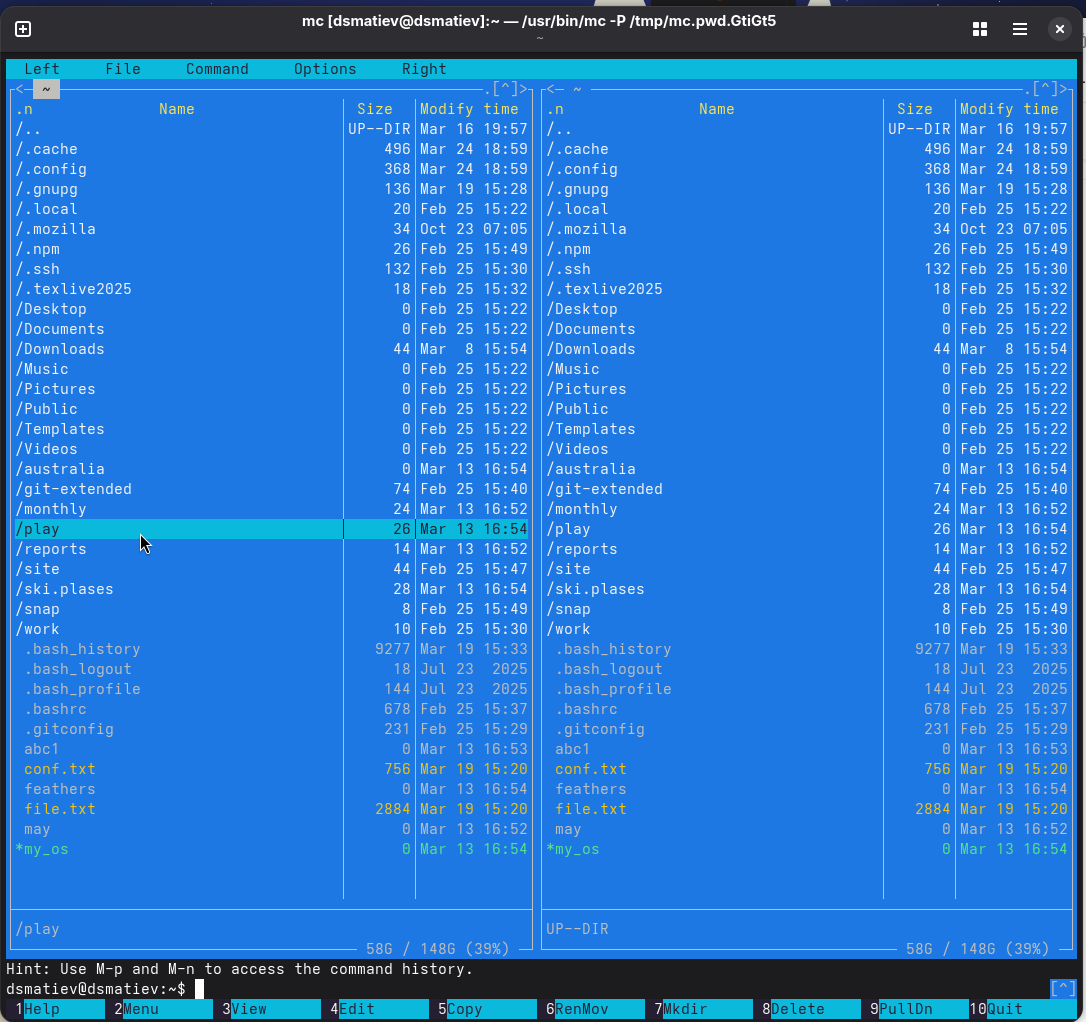 mc [dsmatiev@dsmatiev]:~ — /usr/bin/mc -P /tmp/mc.pwd.GtiGt5
~
Left File Command Options Right
<─ ~ .[^]>
.n Name Size Modify time
/.. UP--DIR Mar 16 19:57
/.cache 496 Mar 24 18:59
/.config 368 Mar 24 18:59
/.gnupg 136 Mar 19 15:28
/.local 20 Feb 25 15:22
/.mozilla 34 Oct 23 07:05
/.npm 26 Feb 25 15:49
/.ssh 132 Feb 25 15:30
/.texlive2025 18 Feb 25 15:32
/Desktop 0 Feb 25 15:22
/Documents 0 Feb 25 15:22
/Downloads 44 Mar 8 15:54
/Music 0 Feb 25 15:22
/Pictures 0 Feb 25 15:22
/Public 0 Feb 25 15:22
/Templates 0 Feb 25 15:22
/Videos 0 Feb 25 15:22
/australia 0 Mar 13 16:54
/git-extended 74 Feb 25 15:40
/monthly 24 Mar 13 16:52
/play 26 Mar 13 16:54
/reports 14 Mar 13 16:52
/site 44 Feb 25 15:47
/ski.plases 28 Mar 13 16:54
/snap 8 Feb 25 15:49
/work 10 Feb 25 15:30
.bash_history 9277 Mar 19 15:33
.bash_logout 18 Jul 23 2025
.bash_profile 144 Jul 23 2025
.bashrc 678 Feb 25 15:37
.gitconfig 231 Feb 25 15:29
abc1 0 Mar 13 16:53
conf.txt 756 Mar 19 15:20
feathers 0 Mar 13 16:54
file.txt 2884 Mar 19 15:20
may 0 Mar 13 16:52
*my_os 0 Mar 13 16:54
/play
58G / 148G (39%)
<─ ~ .[^]>
.n Name Size Modify time
/.. UP--DIR Mar 16 19:57
/.cache 496 Mar 24 18:59
/.config 368 Mar 24 18:59
/.gnupg 136 Mar 19 15:28
/.local 20 Feb 25 15:22
/.mozilla 34 Oct 23 07:05
/.npm 26 Feb 25 15:49
/.ssh 132 Feb 25 15:30
/.texlive2025 18 Feb 25 15:32
/Desktop 0 Feb 25 15:22
/Documents 0 Feb 25 15:22
/Downloads 44 Mar 8 15:54
/Music 0 Feb 25 15:22
/Pictures 0 Feb 25 15:22
/Public 0 Feb 25 15:22
/Templates 0 Feb 25 15:22
/Videos 0 Feb 25 15:22
/australia 0 Mar 13 16:54
/git-extended 74 Feb 25 15:40
/monthly 24 Mar 13 16:52
/play 26 Mar 13 16:54
/reports 14 Mar 13 16:52
/site 44 Feb 25 15:47
/ski.plases 28 Mar 13 16:54
/snap 8 Feb 25 15:49
/work 10 Feb 25 15:30
.bash_history 9277 Mar 19 15:33
.bash_logout 18 Jul 23 2025
.bash_profile 144 Jul 23 2025
.bashrc 678 Feb 25 15:37
.gitconfig 231 Feb 25 15:29
abc1 0 Mar 13 16:53
conf.txt 756 Mar 19 15:20
feathers 0 Mar 13 16:54
file.txt 2884 Mar 19 15:20
may 0 Mar 13 16:52
*my_os 0 Mar 13 16:54
UP--DIR
58G / 148G (39%)
Hint: Use M-p and M-n to access the command history.
dsmatiev@dsmatiev:~$ [^]
1Help 2Menu 3View 4Edit 5Copy 6RenMov 7Mkdir 8Delete 9PullDn 10Quit